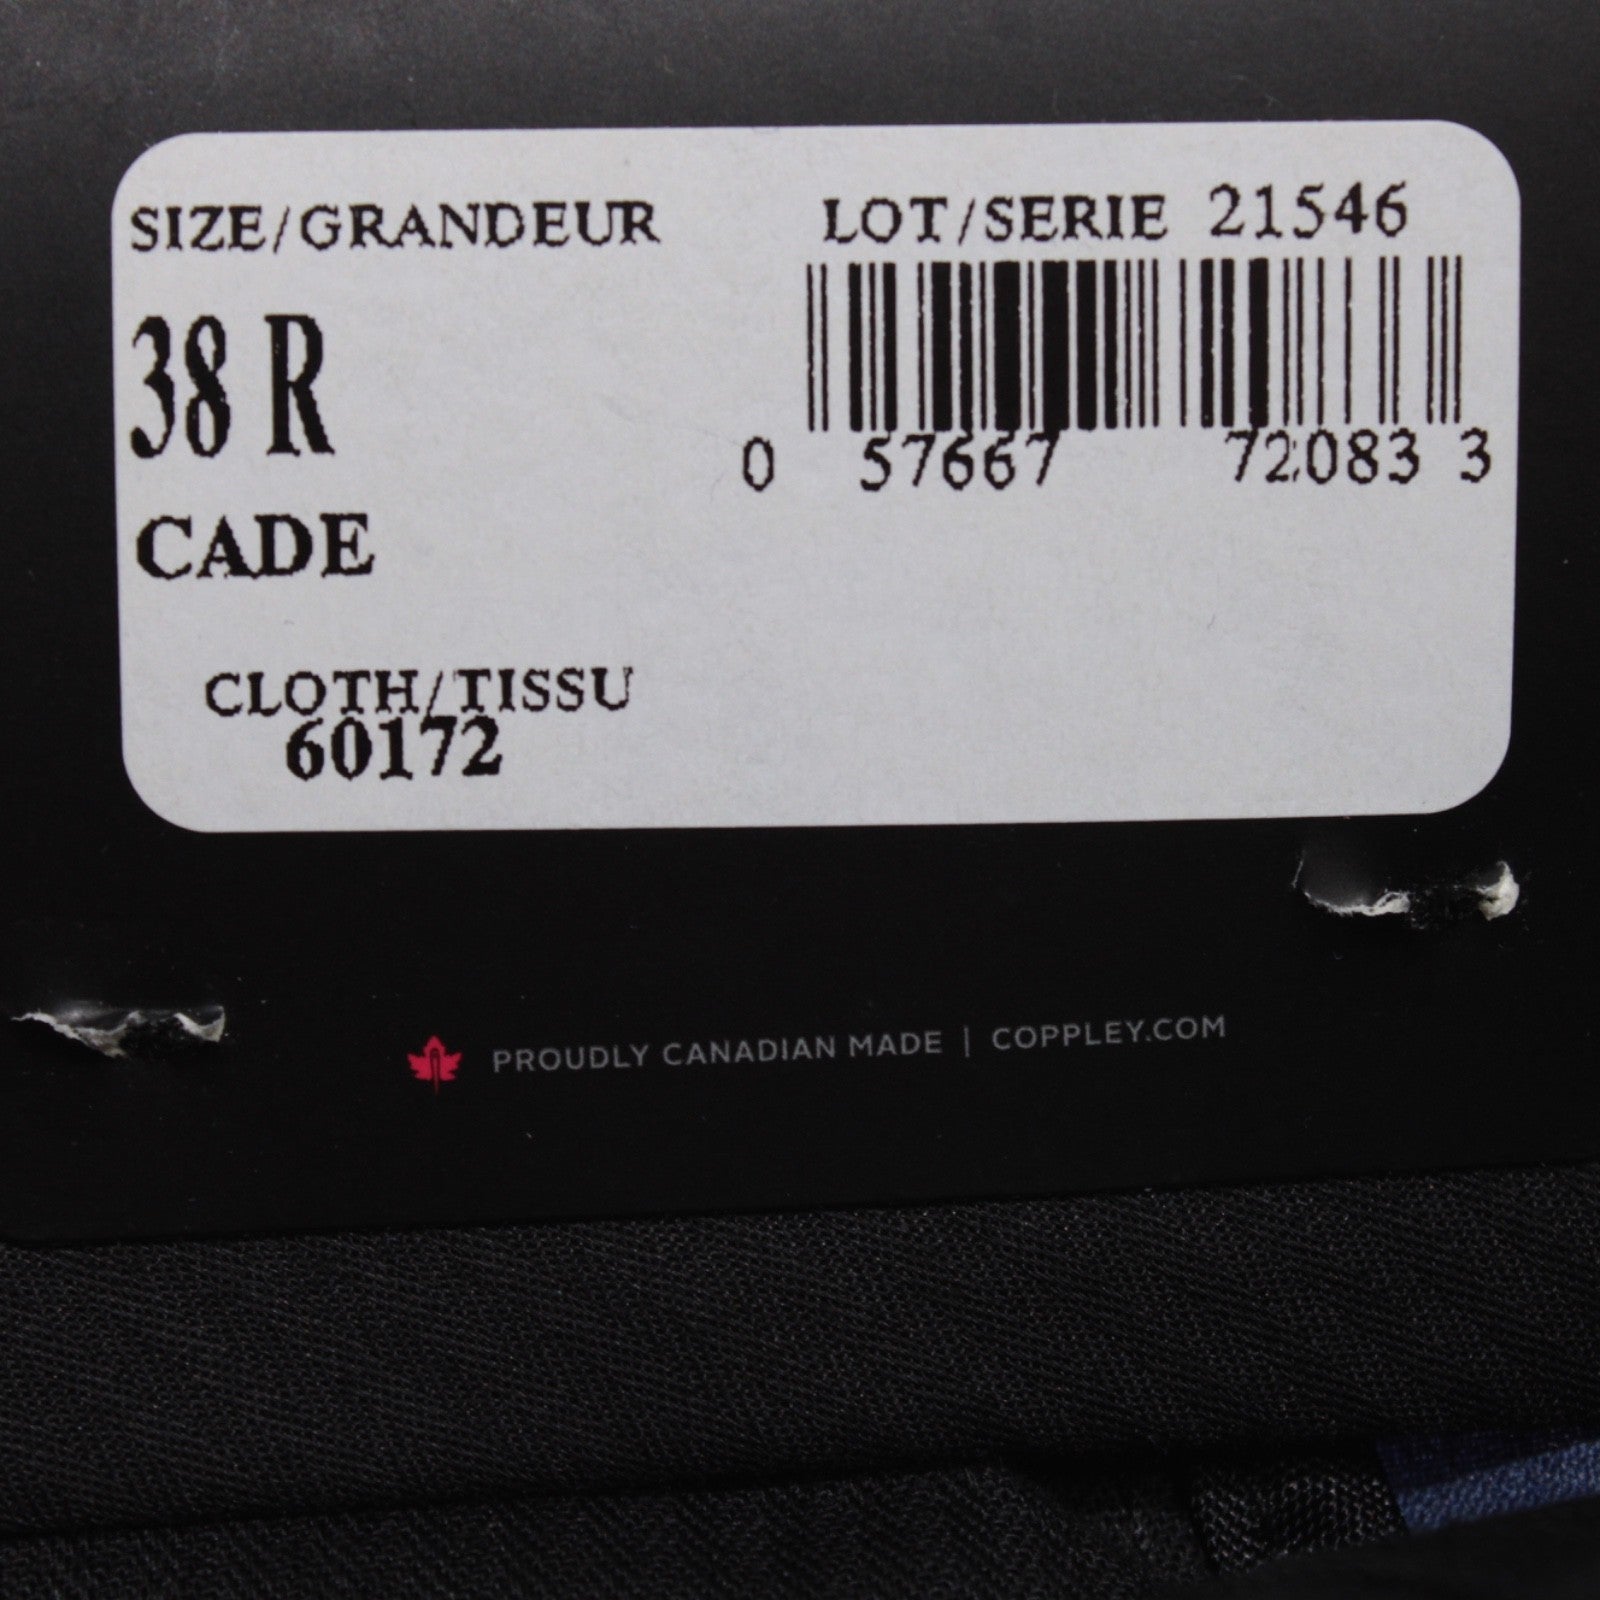 SIZE/GRANDEUR
38 R
CADE
CLOTH/TISSU
60172
LOT/SERIE 21546
0 57667 72083 3
PROUDLY CANADIAN MADE | COPPLEY.COM